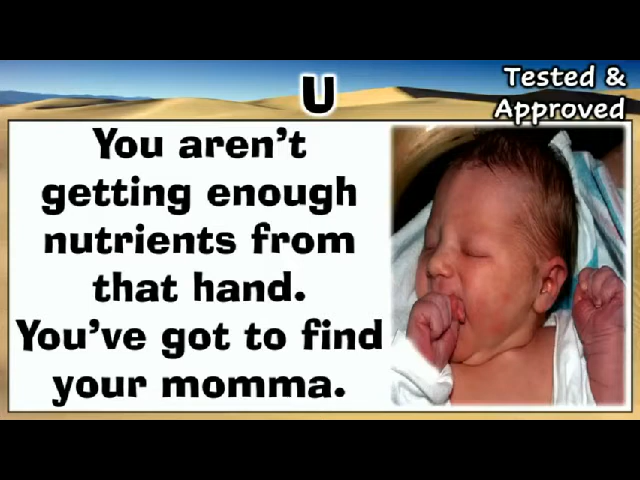 U
Tested &
Approved
You aren't
getting enough
nutrients from
that hand.
You've got to find
your momma.